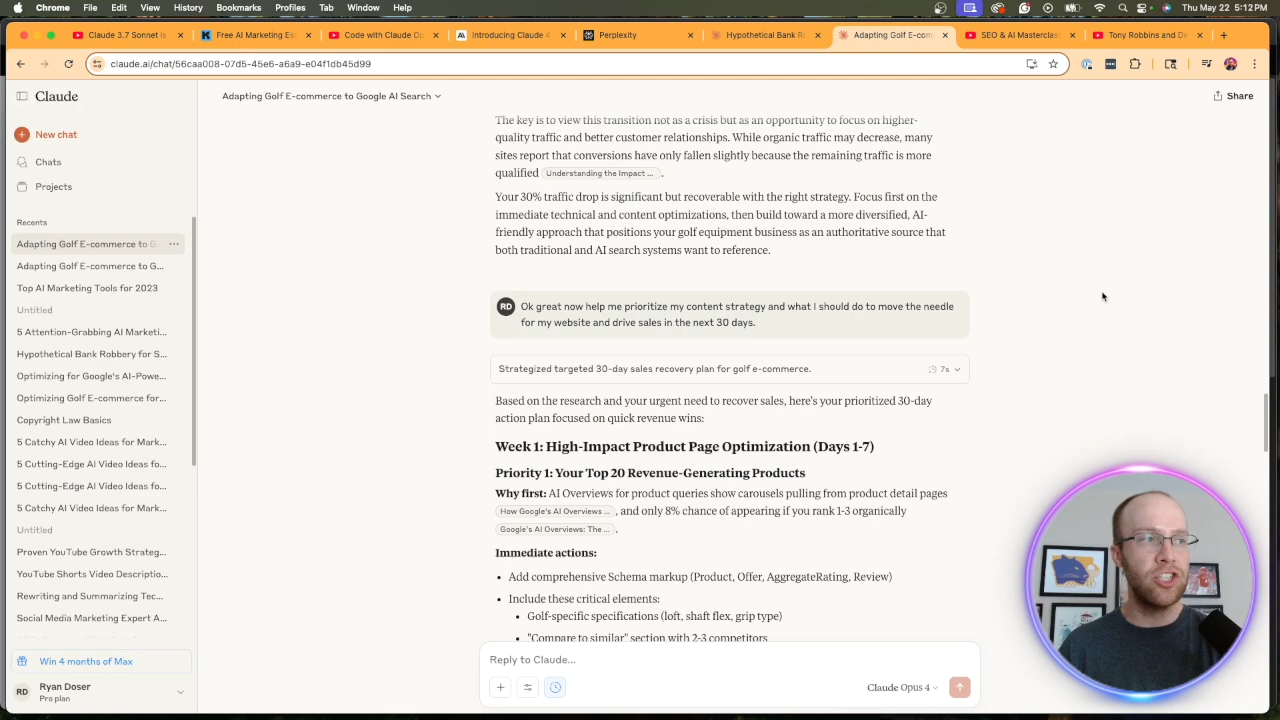 Chrome File Edit View History Bookmarks Profiles Tab Window Help Thu May 22 5:12 PM
Claude 3.7 Sonnet is Free AI Marketing Es Code with Claude Op Introducing Claude 4 Perplexity Hypothetical Bank Ro Adapting Golf E-com SEO & AI Masterclas Tony Robbins and De
claude.ai/chat/56caa008-07d5-45e6-a6a9-e04f1db45d99
Claude
Adapting Golf E-commerce to Google AI Search
Share
New chat
Chats
Projects
Recents
Adapting Golf E-commerce to G
Adapting Golf E-commerce to G...
Top AI Marketing Tools for 2023
Untitled
5 Attention-Grabbing AI Marketi...
Hypothetical Bank Robbery for S...
Optimizing for Google's AI-Powe...
Optimizing Golf E-commerce for...
Copyright Law Basics
5 Catchy AI Video Ideas for Mark...
5 Cutting-Edge AI Video Ideas fo...
5 Cutting-Edge AI Video Ideas fo...
5 Catchy AI Video Ideas for Mark...
Untitled
Proven YouTube Growth Strateg...
YouTube Shorts Video Descriptio...
Rewriting and Summarizing Tec...
Social Media Marketing Expert A...
Win 4 months of Max
RD
Ryan Doser
Pro plan
The key is to view this transition not as a crisis but as an opportunity to focus on higher-
quality traffic and better customer relationships. While organic traffic may decrease, many
sites report that conversions have only fallen slightly because the remaining traffic is more
qualified Understanding the Impact ... .
Your 30% traffic drop is significant but recoverable with the right strategy. Focus first on the
immediate technical and content optimizations, then build toward a more diversified, AI-
friendly approach that positions your golf equipment business as an authoritative source that
both traditional and AI search systems want to reference.
RD Ok great now help me prioritize my content strategy and what I should do to move the needle
for my website and drive sales in the next 30 days.
Strategized targeted 30-day sales recovery plan for golf e-commerce. 7s
Based on the research and your urgent need to recover sales, here's your prioritized 30-day
action plan focused on quick revenue wins:
Week 1: High-Impact Product Page Optimization (Days 1-7)
Priority 1: Your Top 20 Revenue-Generating Products
Why first: AI Overviews for product queries show carousels pulling from product detail pages
How Google's AI Overviews ... , and only 8% chance of appearing if you rank 1-3 organically
Google's AI Overviews: The ... .
Immediate actions:
• Add comprehensive Schema markup (Product, Offer, AggregateRating, Review)
• Include these critical elements:
• Golf-specific specifications (loft, shaft flex, grip type)
• "Compare to similar" section with 2-3 competitors
Reply to Claude...
Claude Opus 4